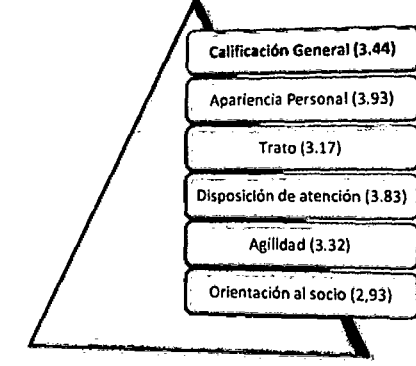 Calificación General (3.44)
Apariencia Personal (3.93)
Trato (3.17)
Disposición de atención (3.83)
Agilidad (3.32)
Orientación al socio (2,93)